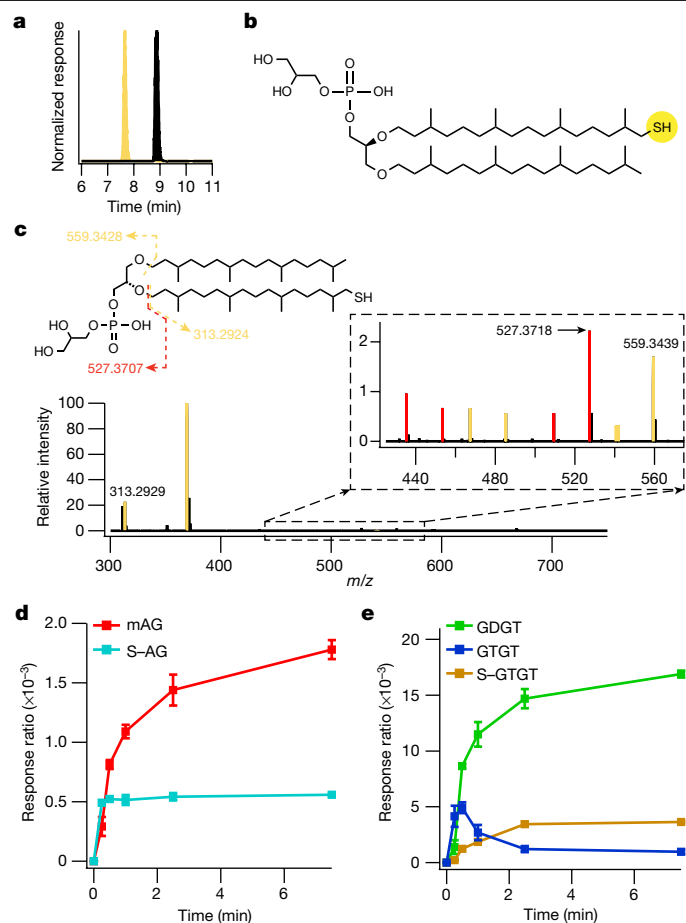 a
Normalized response
6 7 8 9 10 11
Time (min)
b
HO
OH
O
O
P
OH
O
O
O
SH
c
559.3428
O
O
SH
O
HO
O
P
OH
HO
O
313.2924
527.3707
100
80
60
40
20
0
Relative intensity
313.2929
300 400 500 600 700
m/z
2
1
0
527.3718
559.3439
440 480 520 560
d
mAG
S–AG
2.0
1.5
1.0
0.5
0
Response ratio (×10⁻³)
0 2 4 6
Time (min)
e
GDGT
GTGT
S–GTGT
20
15
10
5
0
Response ratio (×10⁻³)
0 2 4 6
Time (min)